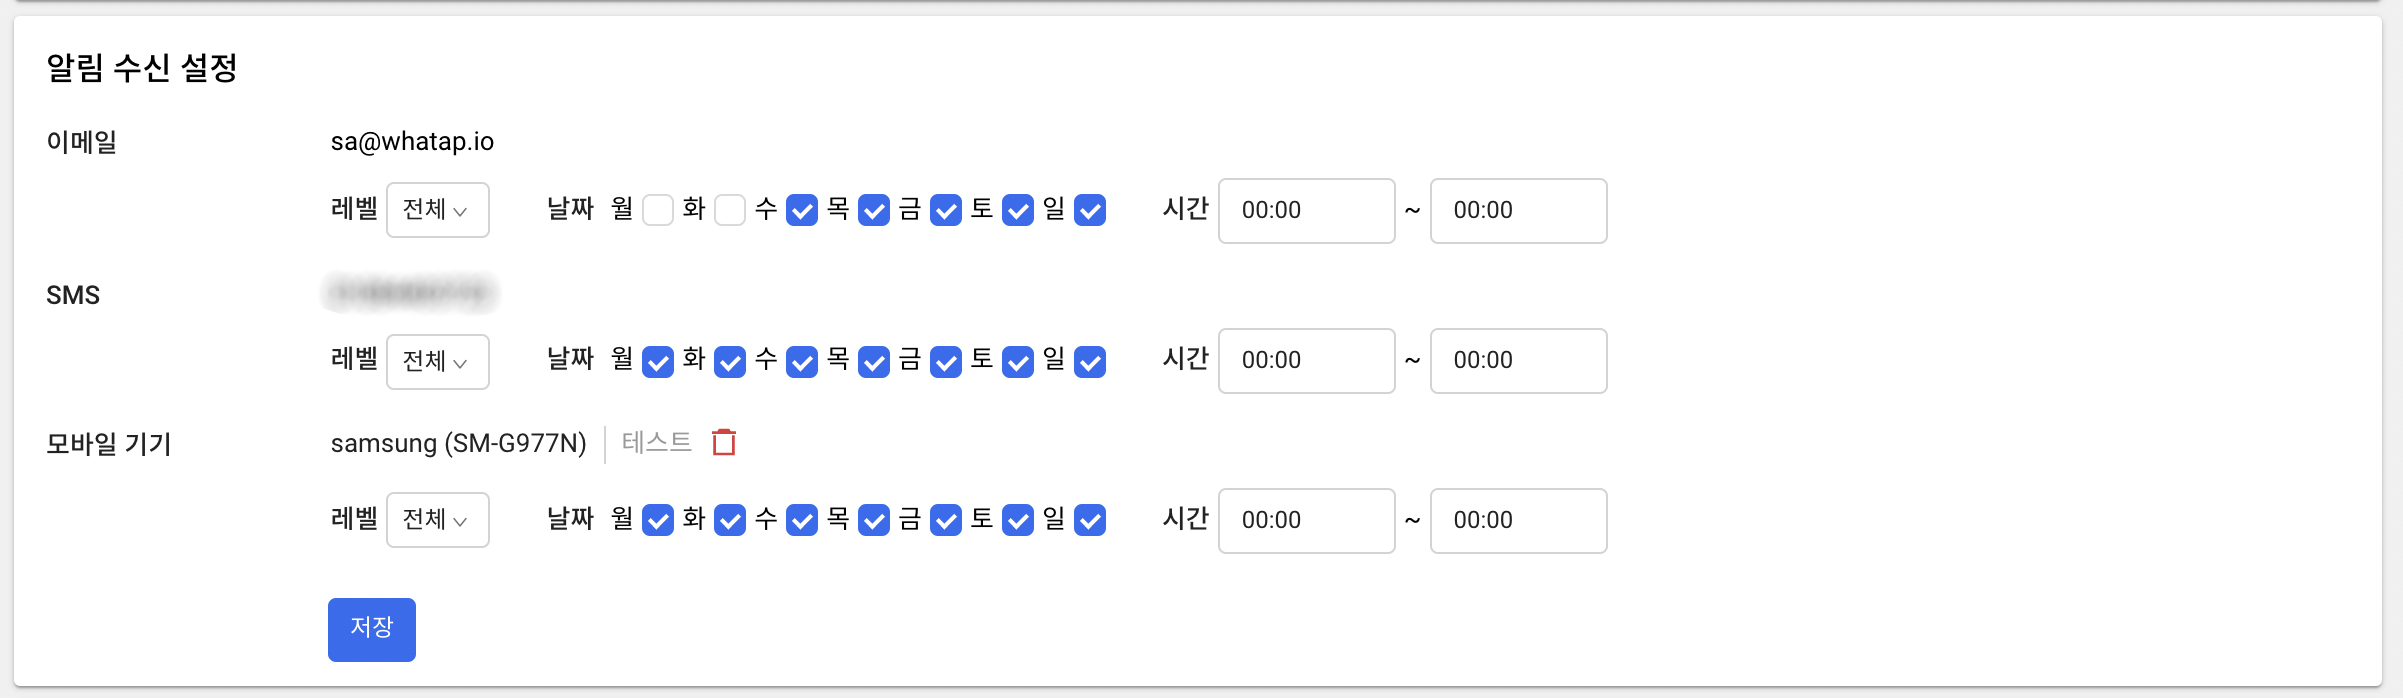 알림 수신 설정
이메일 sa@whatap.io
레벨 전체 날짜 월 화 수 목 금 토 일 시간 00:00 ~ 00:00
SMS
레벨 전체 날짜 월 화 수 목 금 토 일 시간 00:00 ~ 00:00
모바일 기기 samsung (SM-G977N) 테스트
레벨 전체 날짜 월 화 수 목 금 토 일 시간 00:00 ~ 00:00
저장